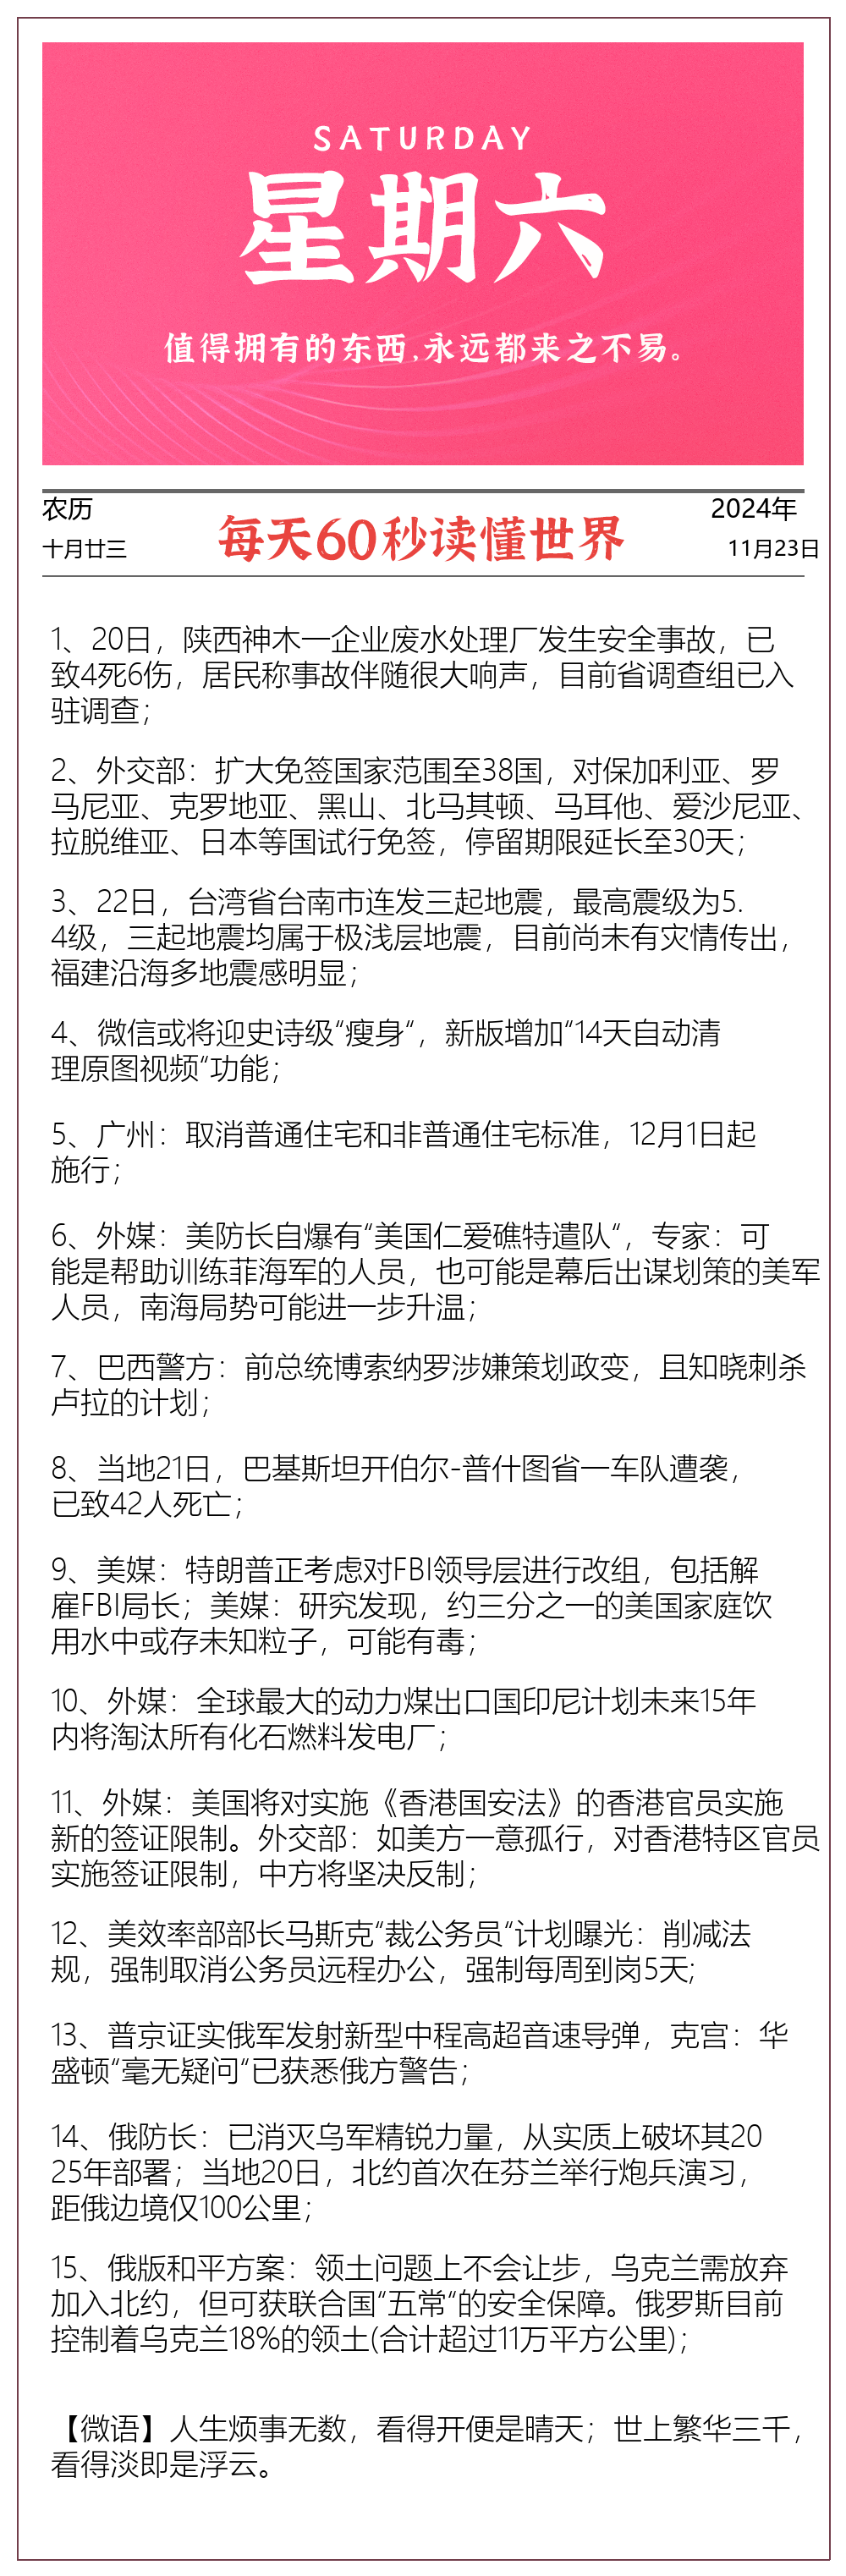 SATURDAY
星期六
值得拥有的东西,永远都来之不易。
农历
十月廿三
每天60秒读懂世界
2024年
11月23日
1、20日，陕西神木一企业废水处理厂发生安全事故，已
致4死6伤，居民称事故伴随很大响声，目前省调查组已入
驻调查；
2、外交部：扩大免签国家范围至38国，对保加利亚、罗
马尼亚、克罗地亚、黑山、北马其顿、马耳他、爱沙尼亚、
拉脱维亚、日本等国试行免签，停留期限延长至30天；
3、22日，台湾省台南市连发三起地震，最高震级为5.
4级，三起地震均属于极浅层地震，目前尚未有灾情传出，
福建沿海多地震感明显；
4、微信或将迎史诗级“瘦身“，新版增加“14天自动清
理原图视频“功能；
5、广州：取消普通住宅和非普通住宅标准，12月1日起
施行；
6、外媒：美防长自爆有“美国仁爱礁特遣队“，专家：可
能是帮助训练菲海军的人员，也可能是幕后出谋划策的美军
人员，南海局势可能进一步升温；
7、巴西警方：前总统博索纳罗涉嫌策划政变，且知晓刺杀
卢拉的计划；
8、当地21日，巴基斯坦开伯尔-普什图省一车队遭袭，
已致42人死亡；
9、美媒：特朗普正考虑对FBI领导层进行改组，包括解
雇FBI局长；美媒：研究发现，约三分之一的美国家庭饮
用水中或存未知粒子，可能有毒；
10、外媒：全球最大的动力煤出口国印尼计划未来15年
内将淘汰所有化石燃料发电厂；
11、外媒：美国将对实施《香港国安法》的香港官员实施
新的签证限制。外交部：如美方一意孤行，对香港特区官员
实施签证限制，中方将坚决反制；
12、美效率部部长马斯克“裁公务员“计划曝光：削减法
规，强制取消公务员远程办公，强制每周到岗5天;
13、普京证实俄军发射新型中程高超音速导弹，克宫：华
盛顿“毫无疑问“已获悉俄方警告；
14、俄防长：已消灭乌军精锐力量，从实质上破坏其20
25年部署；当地20日，北约首次在芬兰举行炮兵演习，
距俄边境仅100公里；
15、俄版和平方案：领土问题上不会让步，乌克兰需放弃
加入北约，但可获联合国“五常“的安全保障。俄罗斯目前
控制着乌克兰18%的领土(合计超过11万平方公里)；
【微语】人生烦事无数，看得开便是晴天；世上繁华三千，
看得淡即是浮云。